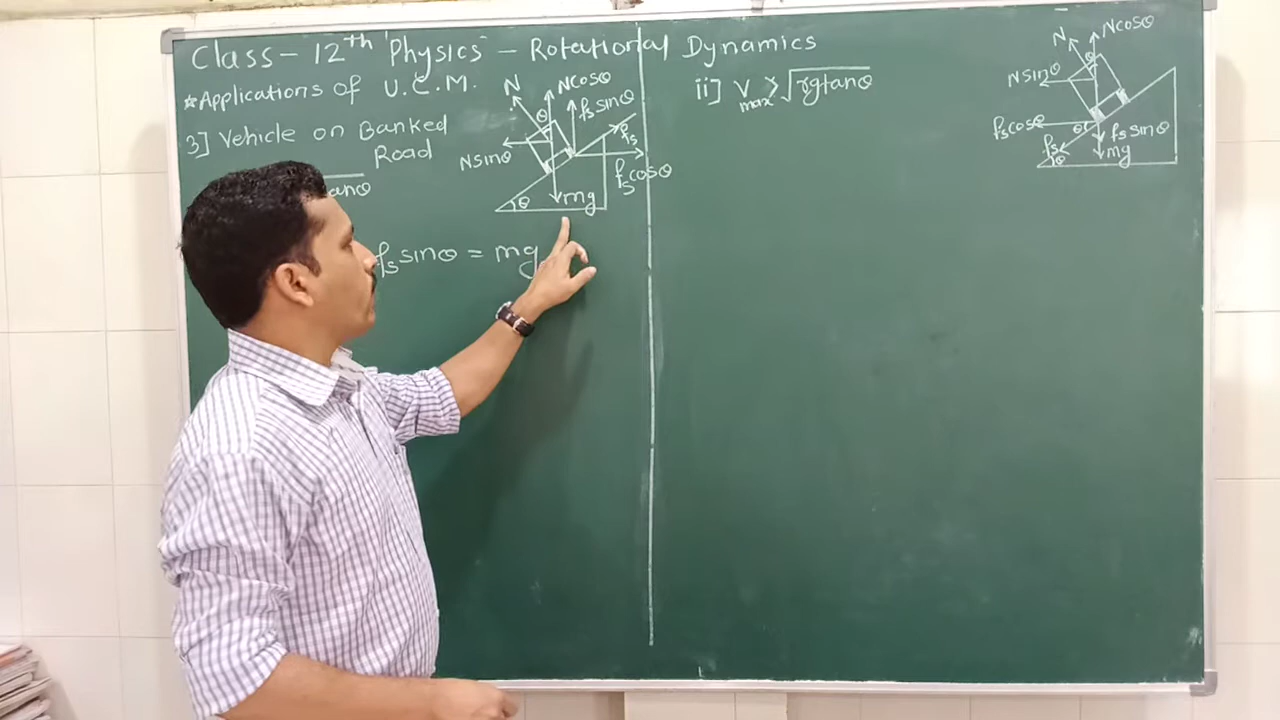 Class- 12th Physics - Rotational Dynamics
*Applications of U.C.M.
3] Vehicle on Banked
Road
anθ
N
Ncosθ
fs sinθ
θ
fs
Nsinθ
fs cosθ
mg
θ
fs sinθ = mg
ii] Vmax > √rgtanθ
N
Ncosθ
θ
Nsinθ
fs cosθ
θ
fs sinθ
fs
mg
θ